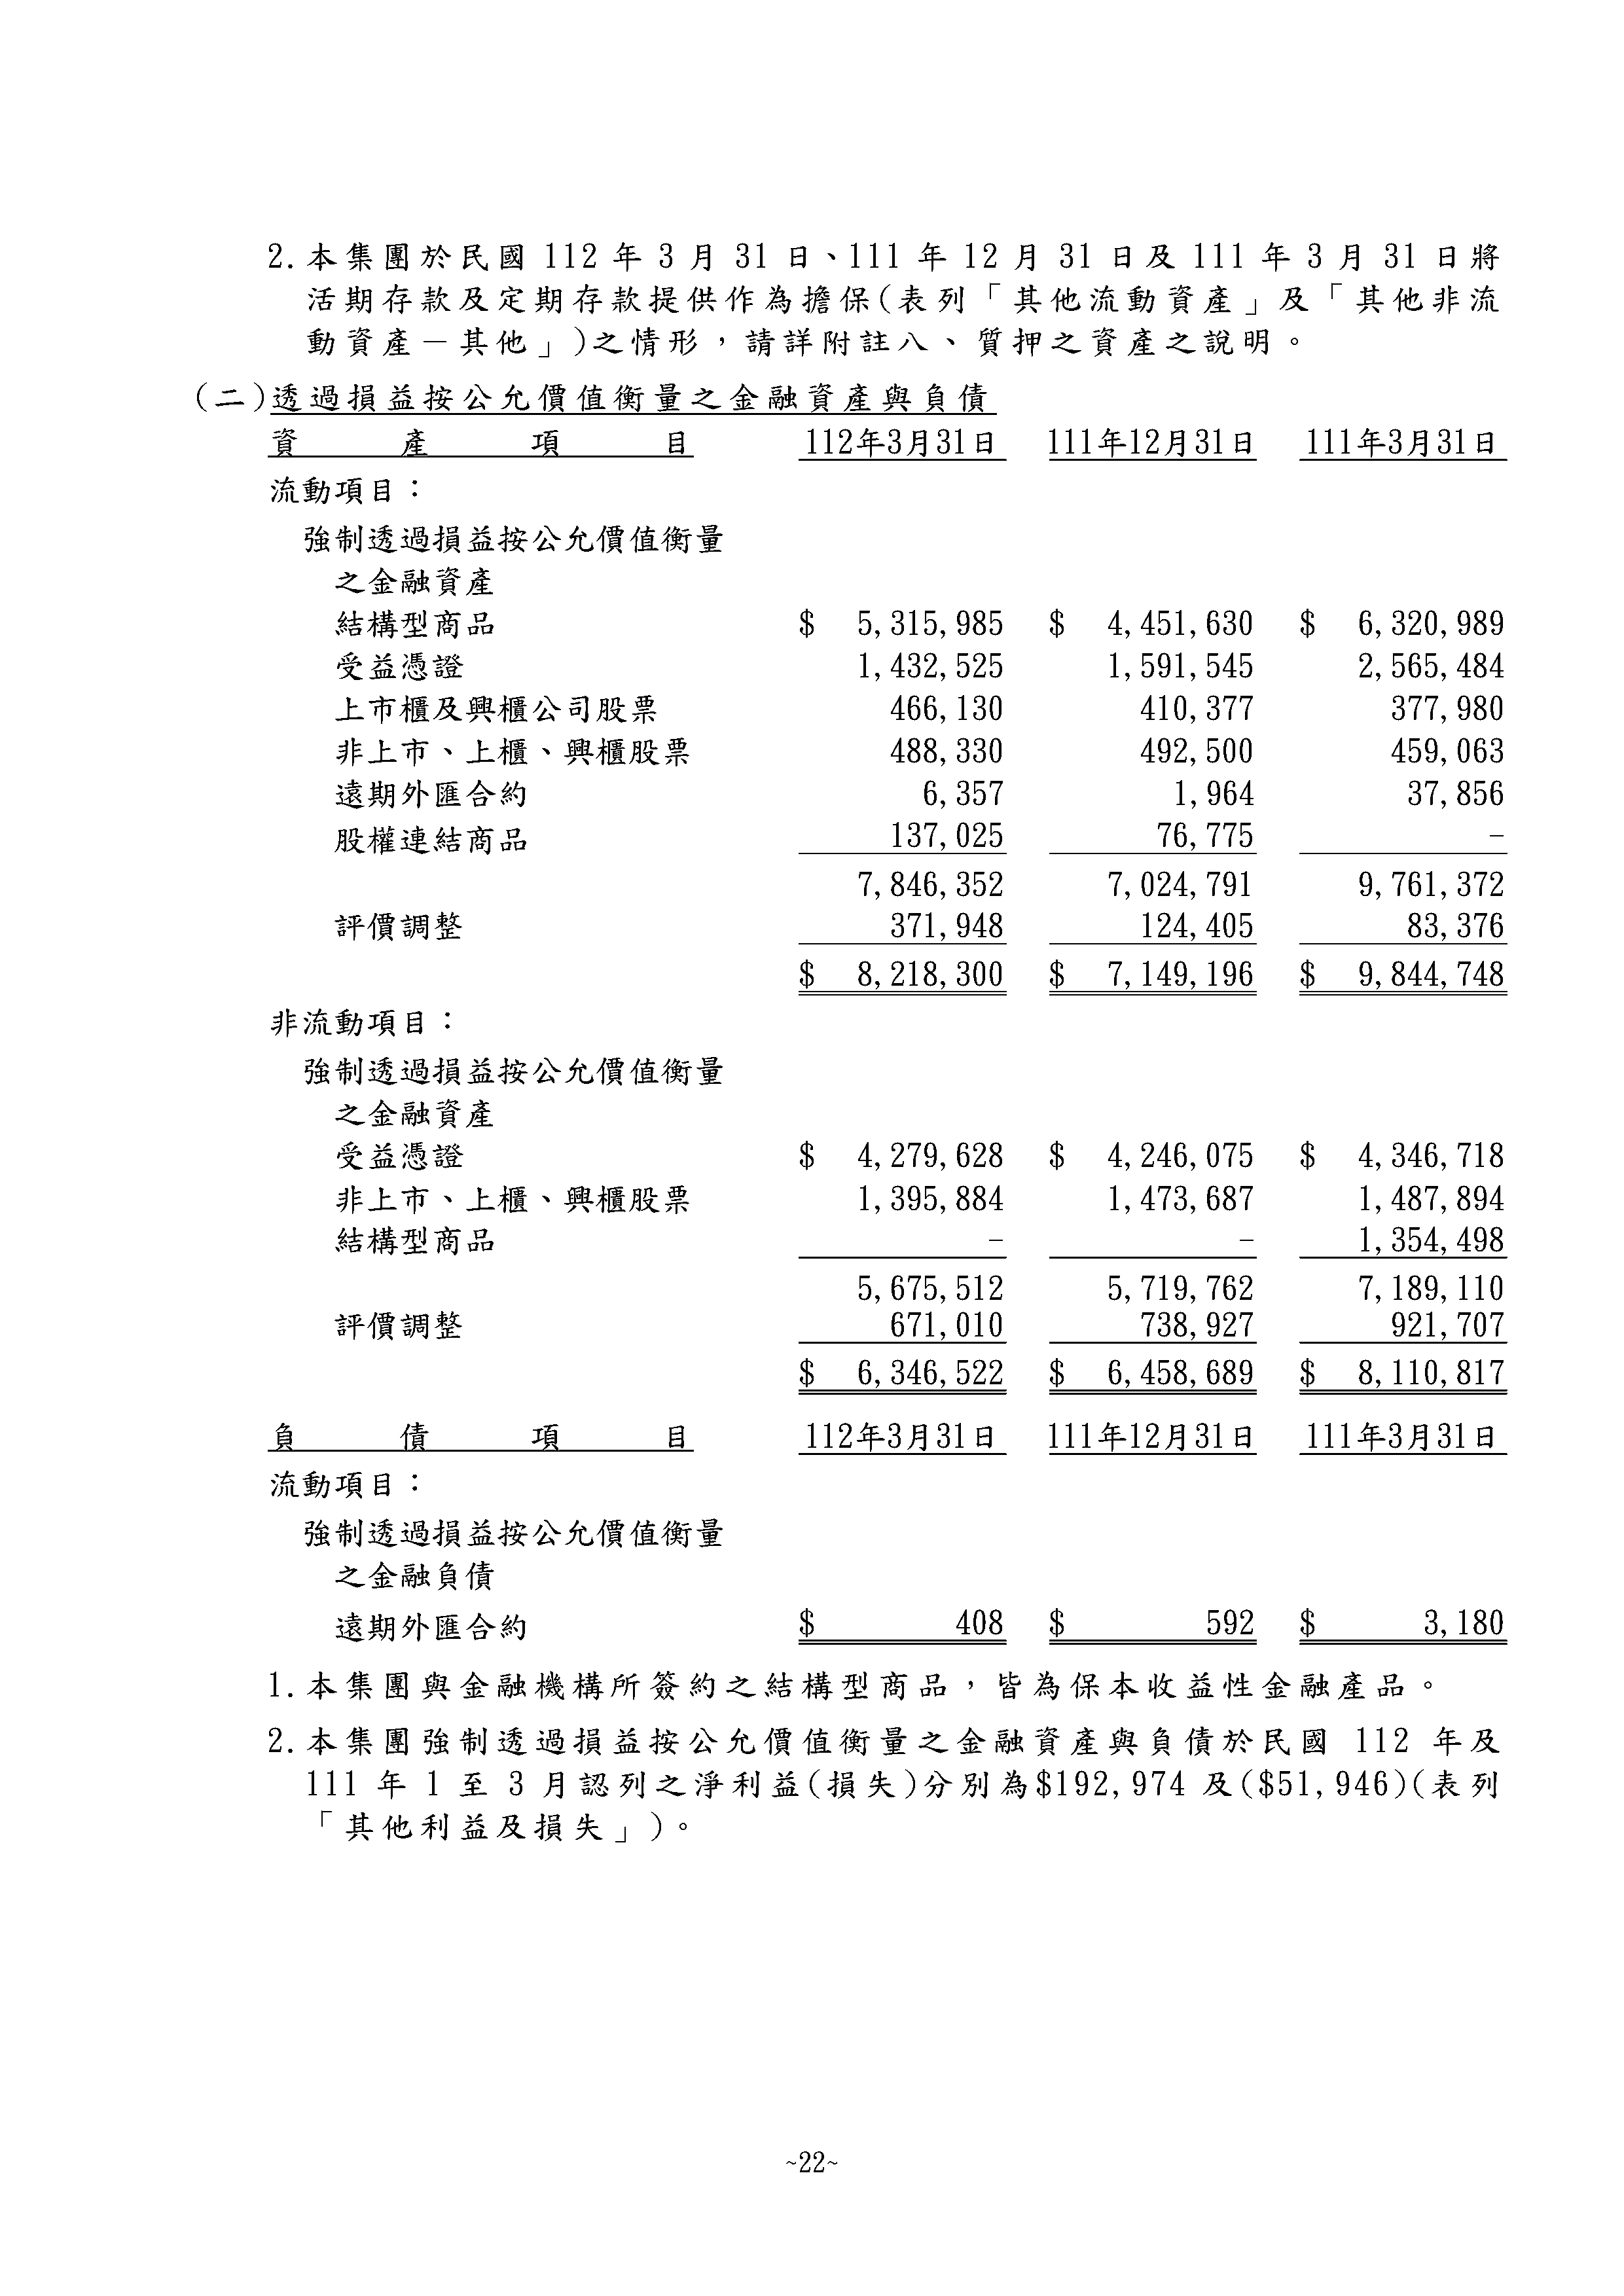 2.本集團於民國 112 年 3 月 31 日、111 年 12 月 31 日及 111 年 3 月 31 日將
活期存款及定期存款提供作為擔保(表列「其他流動資產」及「其他非流
動資產－其他」)之情形，請詳附註八、質押之資產之說明。
(二)透過損益按公允價值衡量之金融資產與負債
資 產 項 目 112年3月31日 111年12月31日 111年3月31日
流動項目：
強制透過損益按公允價值衡量
之金融資產
結構型商品 $ 5,315,985 $ 4,451,630 $ 6,320,989
受益憑證 1,432,525 1,591,545 2,565,484
上市櫃及興櫃公司股票 466,130 410,377 377,980
非上市、上櫃、興櫃股票 488,330 492,500 459,063
遠期外匯合約 6,357 1,964 37,856
股權連結商品 137,025 76,775 -
7,846,352 7,024,791 9,761,372
評價調整 371,948 124,405 83,376
$ 8,218,300 $ 7,149,196 $ 9,844,748
非流動項目：
強制透過損益按公允價值衡量
之金融資產
受益憑證 $ 4,279,628 $ 4,246,075 $ 4,346,718
非上市、上櫃、興櫃股票 1,395,884 1,473,687 1,487,894
結構型商品 - - 1,354,498
5,675,512 5,719,762 7,189,110
評價調整 671,010 738,927 921,707
$ 6,346,522 $ 6,458,689 $ 8,110,817
負 債 項 目 112年3月31日 111年12月31日 111年3月31日
流動項目：
強制透過損益按公允價值衡量
之金融負債
遠期外匯合約 $ 408 $ 592 $ 3,180
1.本集團與金融機構所簽約之結構型商品，皆為保本收益性金融產品。
2.本集團強制透過損益按公允價值衡量之金融資產與負債於民國 112 年及
111 年 1 至 3 月認列之淨利益(損失)分別為$192,974 及($51,946)(表列
「其他利益及損失」)。
~22~